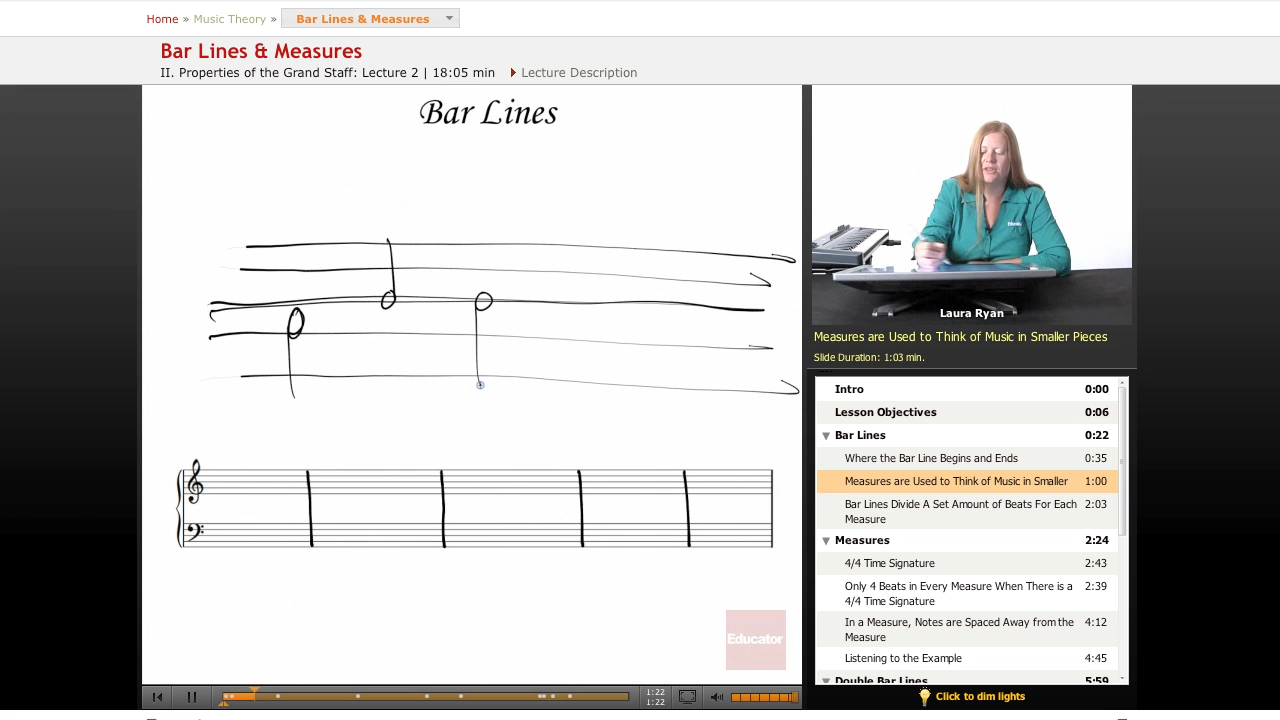 Home » Music Theory » Bar Lines & Measures
Bar Lines & Measures
II. Properties of the Grand Staff: Lecture 2 | 18:05 min Lecture Description
Bar Lines
Laura Ryan
Measures are Used to Think of Music in Smaller Pieces
Slide Duration: 1:03 min.
Intro 0:00
Lesson Objectives 0:06
Bar Lines 0:22
Where the Bar Line Begins and Ends 0:35
Measures are Used to Think of Music in Smaller 1:00
Bar Lines Divide A Set Amount of Beats For Each 2:03
Measure
Measures 2:24
4/4 Time Signature 2:43
Only 4 Beats in Every Measure When There is a 2:39
4/4 Time Signature
In a Measure, Notes are Spaced Away from the 4:12
Measure
Listening to the Example 4:45
Double Bar Lines 5:59
Educator
1:22
1:22
Click to dim lights